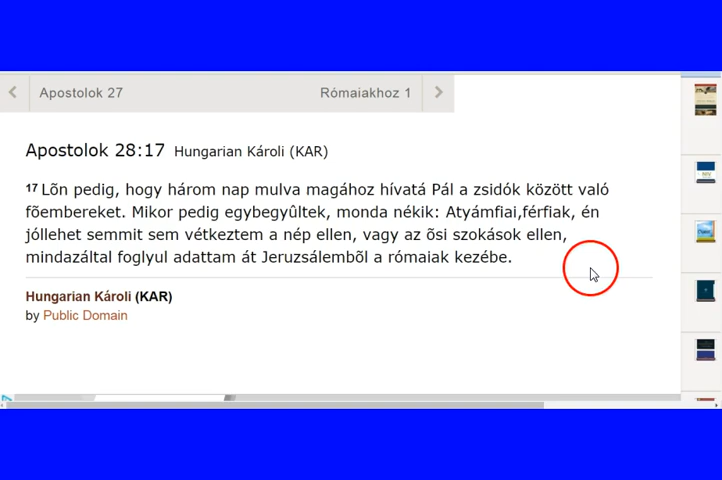 Apostolok 27
Rómaiakhoz 1
Apostolok 28:17 Hungarian Károli (KAR)
17 Lõn pedig, hogy három nap mulva magához hívatá Pál a zsidók között való
fõembereket. Mikor pedig egybegyûltek, monda nékik: Atyámfiai,férfiak, én
jóllehet semmit sem vétkeztem a nép ellen, vagy az õsi szokások ellen,
mindazáltal foglyul adattam át Jeruzsálembõl a rómaiak kezébe.
Hungarian Károli (KAR)
by Public Domain
NIV